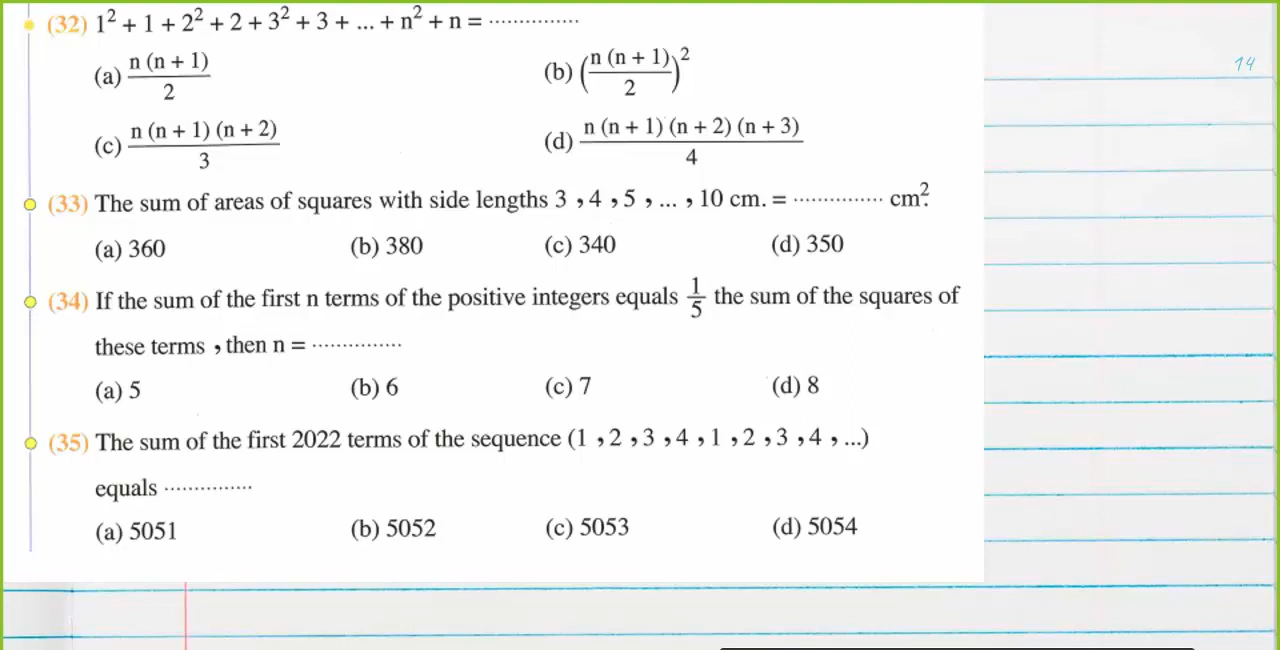 (32) 1² + 1 + 2² + 2 + 3² + 3 + ... + n² + n = ...............
(a) n (n + 1) / 2 (b) (n (n + 1) / 2)²
(c) n (n + 1) (n + 2) / 3 (d) n (n + 1) (n + 2) (n + 3) / 4
14
(33) The sum of areas of squares with side lengths 3 , 4 , 5 , ... , 10 cm. = ............... cm².
(a) 360 (b) 380 (c) 340 (d) 350
(34) If the sum of the first n terms of the positive integers equals 1/5 the sum of the squares of
these terms , then n = ...............
(a) 5 (b) 6 (c) 7 (d) 8
(35) The sum of the first 2022 terms of the sequence (1 , 2 , 3 , 4 , 1 , 2 , 3 , 4 , ...)
equals ...............
(a) 5051 (b) 5052 (c) 5053 (d) 5054